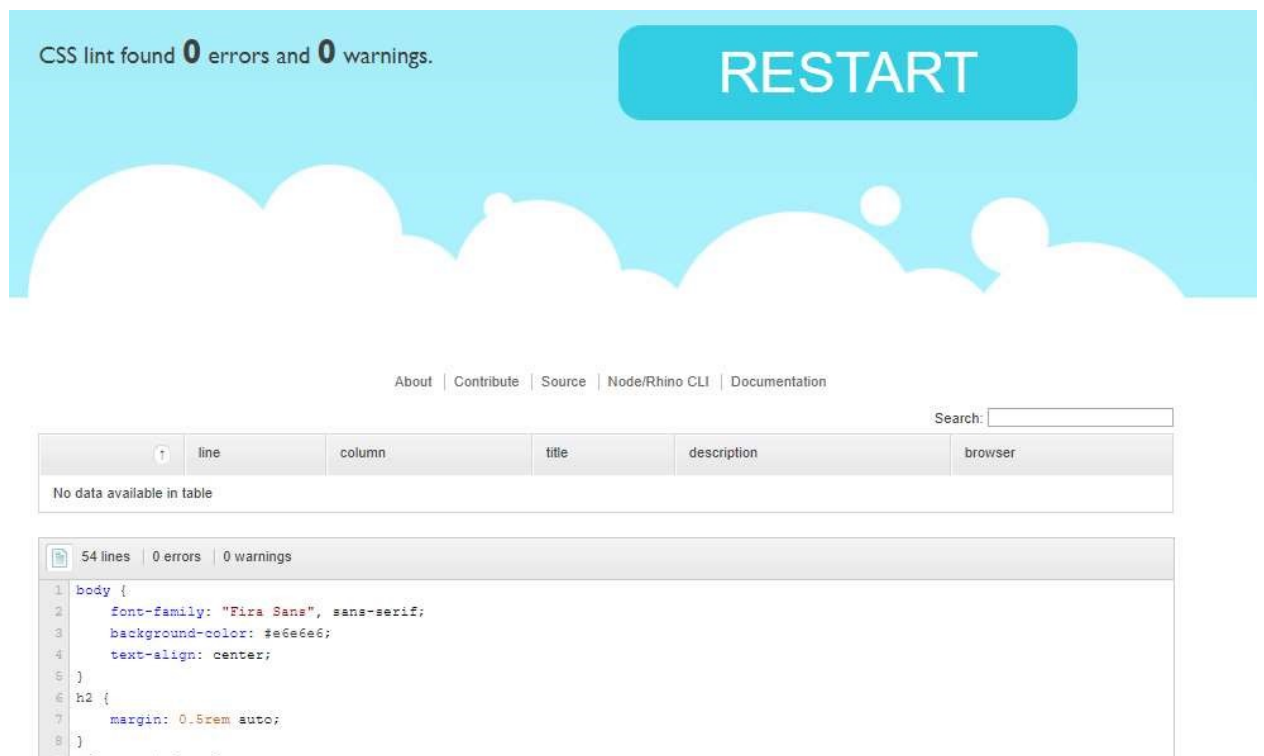 CSS lint found 0 errors and 0 warnings.
RESTART
About | Contribute | Source | Node/Rhino CLI | Documentation
Search:
↑ line column title description browser
No data available in table
54 lines | 0 errors | 0 warnings
1 body {
2 font-family: "Fira Sans", sans-serif;
3 background-color: #e6e6e6;
4 text-align: center;
5 }
6 h2 {
7 margin: 0.5rem auto;
8 }